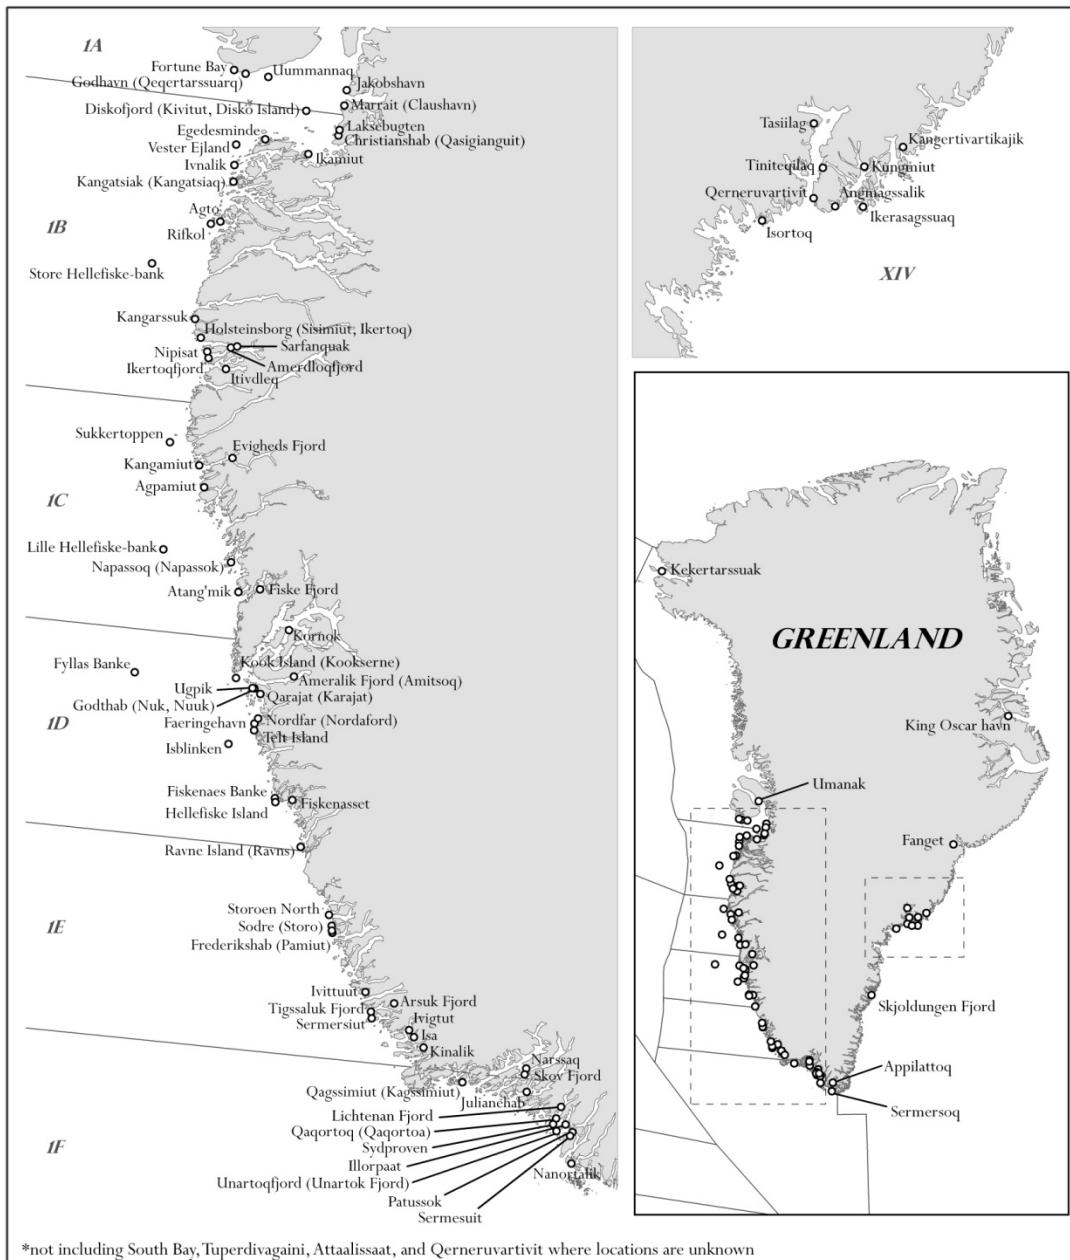 1A
Fortune Bay
Godhavn (Qeqertarssuarq)
Uummannaq
Jakobshavn
Diskofjord (Kivitut, Disko Island)
Marrait (Claushavn)
Egedesminde
Laksebugten
Vester Ejland
Christianshab (Qasigianguit)
Ivnalik
Ikamiut
Kangatsiak (Kangatsiaq)
Agto
1B
Rifkol
Store Hellefiske-bank
Kangarssuk
Holsteinsborg (Sisimiut, Ikertoq)
Nipisat
Sarfanquak
Ikertoqfjord
Amerdloqfjord
Itivdleq
Sukkertoppen
Evigheds Fjord
Kangamiut
Agpamiut
1C
Lille Hellefiske-bank
Napassoq (Napassok)
Atang'mik
Fiske Fjord
Kornok
Fyllas Banke
Kook Island (Kookserne)
Ameralik Fjord (Amitsoq)
Ugpik
Qarajat (Karajat)
Godthab (Nuk, Nuuk)
1D
Faeringehavn
Nordfar (Nordaford)
Telt Island
Isblinken
Fiskenaes Banke
Fiskenasset
Hellefiske Island
Ravne Island (Ravns)
Storoen North
1E
Sodre (Storo)
Frederikshab (Pamiut)
Ivittuut
Arsuk Fjord
Tigssaluk Fjord
Sermersiut
Ivigtut
Isa
Kinalik
Narssaq
Skov Fjord
Qagssimiut (Kagssimiut)
Julianehab
Lichtenan Fjord
Qaqortoq (Qaqortoa)
1F
Sydproven
Illorpaat
Unartoqfjord (Unartok Fjord)
Nanortalik
Patussok
Sermesuit
Tasiilag
Kangertivartikajik
Tiniteqilaq
Kungmiut
Qerneruvartivit
Angmagssalik
Ikerasagssuaq
Isortoq
XIV
Kekertarssuak
GREENLAND
King Oscar havn
Umanak
Fanget
Skjoldungen Fjord
Appilattoq
Sermersoq
*not including South Bay, Tuperdivagaini, Attaalissaat, and Qerneruvartivit where locations are unknown